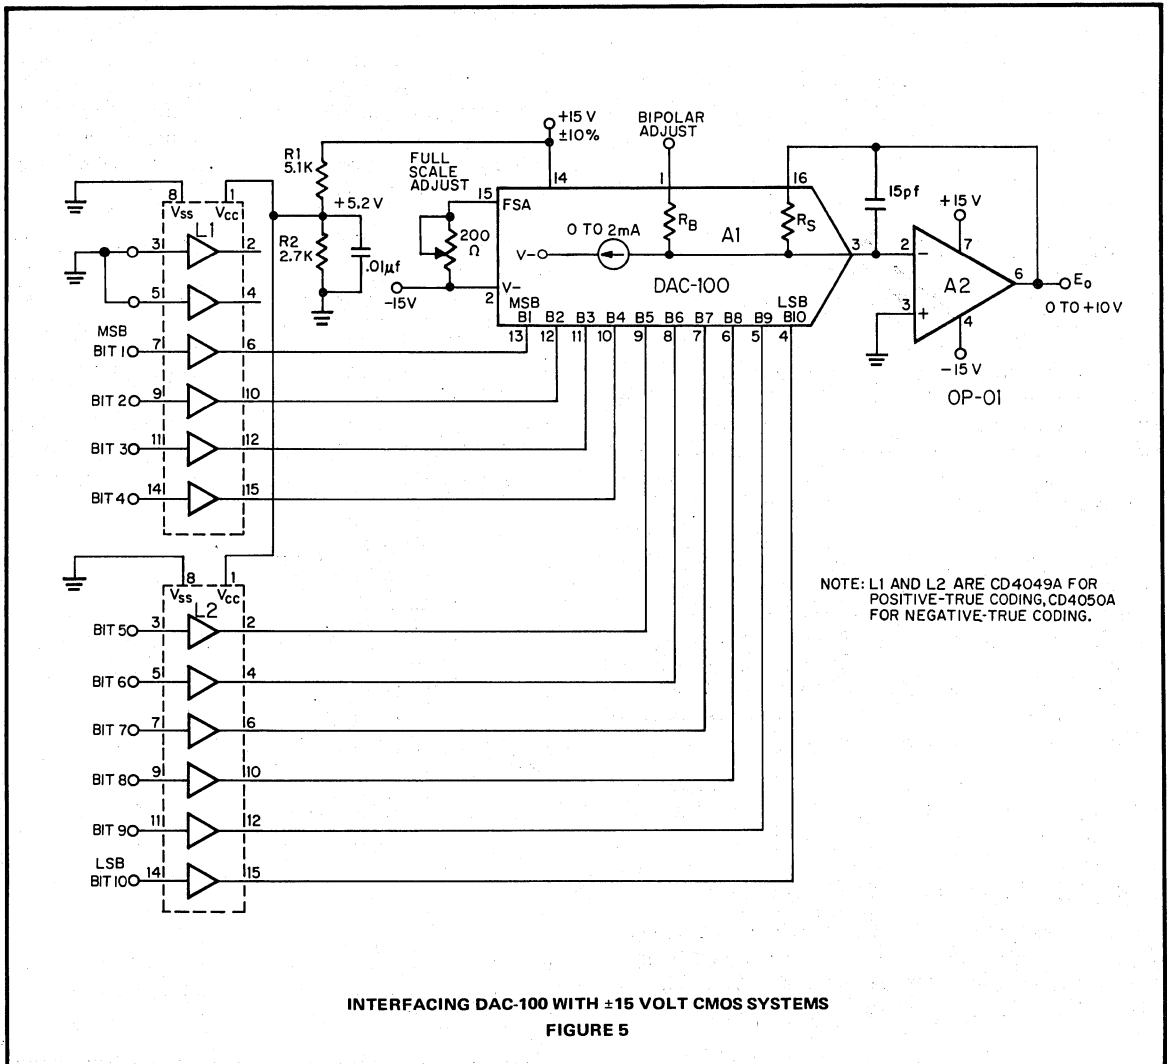 +15 V
±10%
BIPOLAR
ADJUST
R1
5.1K
FULL
SCALE
ADJUST
14
1
16
15pf
+15 V
8
1
VSS
VCC
L1
3
2
5
4
+5.2 V
R2
2.7K
.01µf
15
FSA
200
Ω
V-
2
-15V
0 TO 2mA
V-
RB
A1
RS
DAC-100
3
2
-
7
A2
6
E0
0 TO +10 V
3
+
4
-15 V
OP-01
MSB
B1
B2
B3
B4
B5
B6
B7
B8
B9
LSB
B10
13
12
11
10
9
8
7
6
5
4
MSB
BIT 1
7
6
BIT 2
9
10
BIT 3
11
12
BIT 4
14
15
8
1
VSS
VCC
L2
BIT 5
3
2
BIT 6
5
4
BIT 7
7
6
BIT 8
9
10
BIT 9
11
12
LSB
BIT 10
14
15
NOTE: L1 AND L2 ARE CD4049A FOR
POSITIVE-TRUE CODING, CD4050A
FOR NEGATIVE-TRUE CODING.
INTERFACING DAC-100 WITH ±15 VOLT CMOS SYSTEMS
FIGURE 5